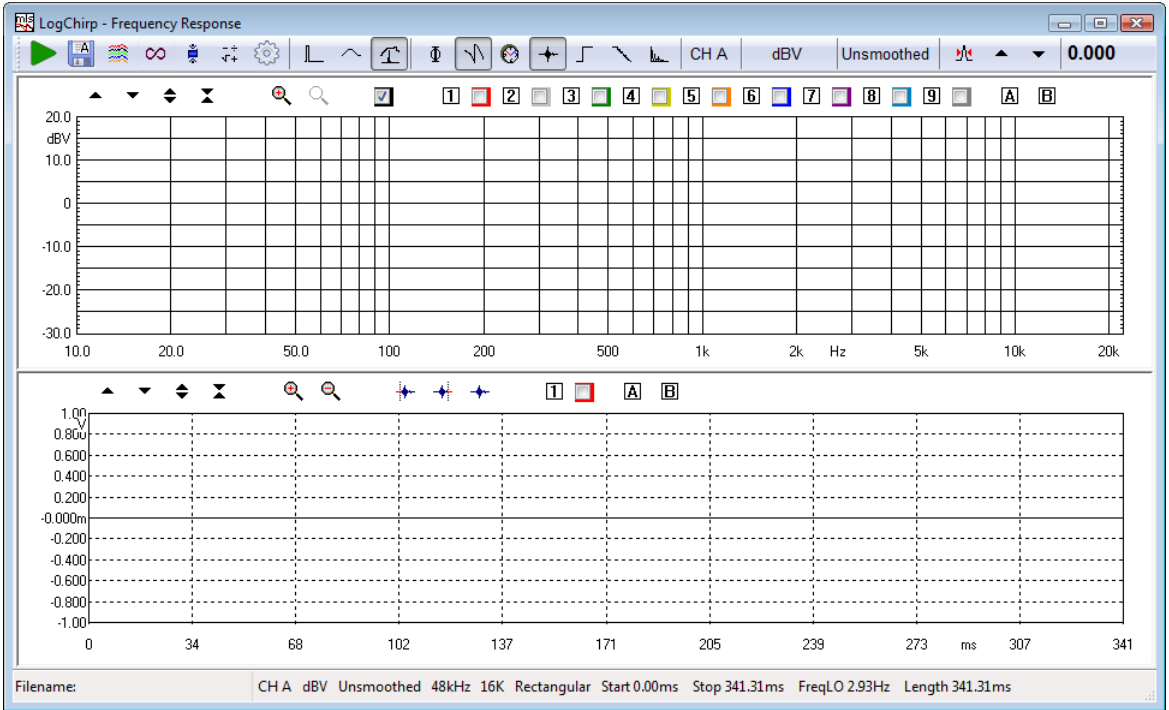 mls LogChirp - Frequency Response
A CH A dBV Unsmoothed 0.000
1 2 3 4 5 6 7 8 9 A B
20.0
dBV
10.0
0
-10.0
-20.0
-30.0
10.0 20.0 50.0 100 200 500 1k 2k Hz 5k 10k 20k
1 A B
1.00
V
0.800
0.600
0.400
0.200
-0.000m
-0.200
-0.400
-0.600
-0.800
-1.00
0 34 68 102 137 171 205 239 273 ms 307 341
Filename: CH A dBV Unsmoothed 48kHz 16K Rectangular Start 0.00ms Stop 341.31ms FreqLO 2.93Hz Length 341.31ms